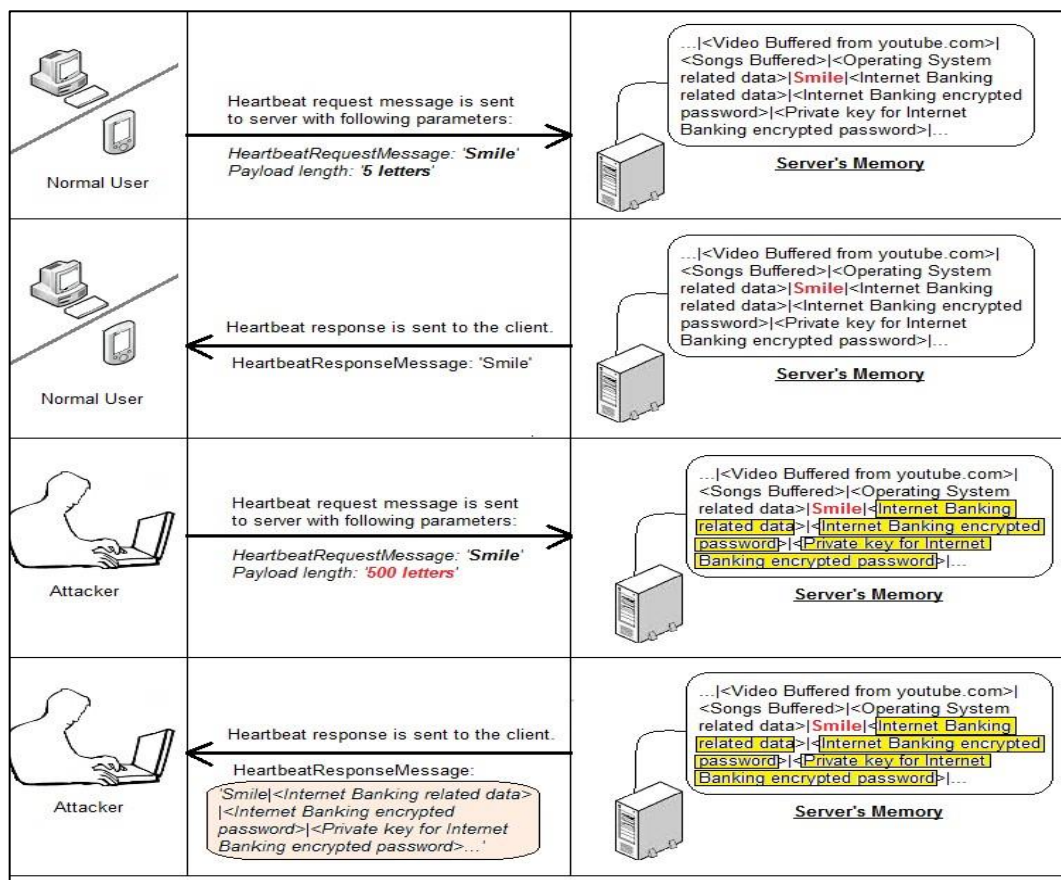 Normal User
Heartbeat request message is sent
to server with following parameters:
HeartbeatRequestMessage: 'Smile'
Payload length: '5 letters'
...|<Video Buffered from youtube.com>|
<Songs Buffered>|<Operating System
related data>|Smile|<Internet Banking
related data>|<Internet Banking encrypted
password>|<Private key for Internet
Banking encrypted password>|...
Server's Memory
Normal User
Heartbeat response is sent to the client.
HeartbeatResponseMessage: 'Smile'
...|<Video Buffered from youtube.com>|
<Songs Buffered>|<Operating System
related data>|Smile|<Internet Banking
related data>|<Internet Banking encrypted
password>|<Private key for Internet
Banking encrypted password>|...
Server's Memory
Attacker
Heartbeat request message is sent
to server with following parameters:
HeartbeatRequestMessage: 'Smile'
Payload length: '500 letters'
...|<Video Buffered from youtube.com>|
<Songs Buffered>|<Operating System
related data>|Smile|<Internet Banking
related data>|<Internet Banking encrypted
password>|<Private key for Internet
Banking encrypted password>|...
Server's Memory
Attacker
Heartbeat response is sent to the client.
HeartbeatResponseMessage:
'Smile|<Internet Banking related data>
|<Internet Banking encrypted
password>|<Private key for Internet
Banking encrypted password>...'
...|<Video Buffered from youtube.com>|
<Songs Buffered>|<Operating System
related data>|Smile|<Internet Banking
related data>|<Internet Banking encrypted
password>|<Private key for Internet
Banking encrypted password>|...
Server's Memory